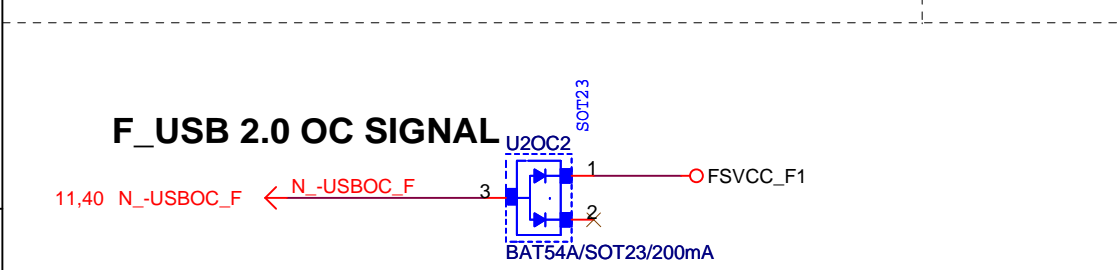 SOT23
F_USB 2.0 OC SIGNAL
U2OC2
1
FSVCC_F1
11,40 N_-USBOC_F
N_-USBOC_F
3
2
BAT54A/SOT23/200mA